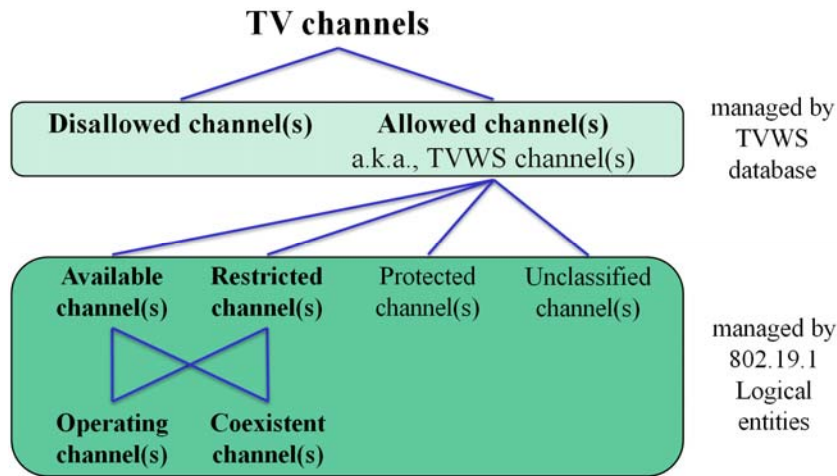 TV channels
Disallowed channel(s)
Allowed channel(s)
a.k.a., TVWS channel(s)
managed by
TVWS
database
Available
channel(s)
Restricted
channel(s)
Protected
channel(s)
Unclassified
channel(s)
Operating
channel(s)
Coexistent
channel(s)
managed by
802.19.1
Logical
entities